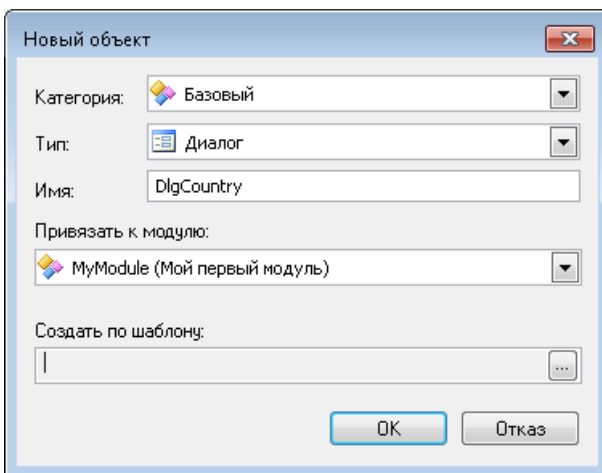 Новый объект
Категория: Базовый
Тип: Диалог
Имя: DlgCountry
Привязать к модулю:
MyModule (Мой первый модуль)
Создать по шаблону:
...
OK Отказ